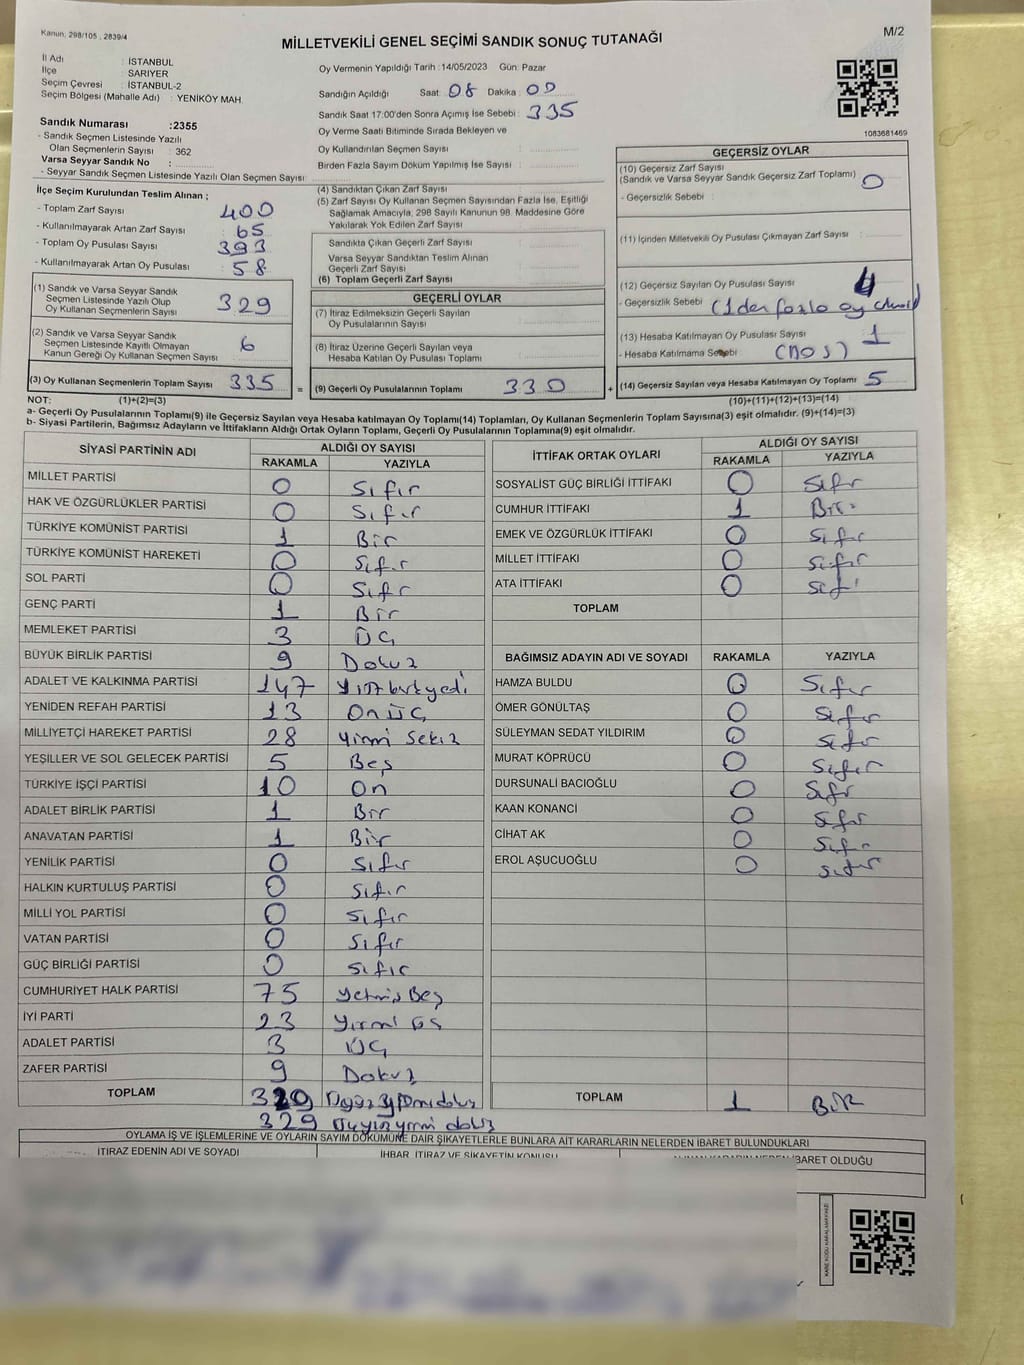 Kanun: 298/105 , 2839/4
M/2
MİLLETVEKİLİ GENEL SEÇİMİ SANDIK SONUÇ TUTANAĞI
İl Adı : İSTANBUL
İlçe : SARIYER
Seçim Çevresi : İSTANBUL-2
Seçim Bölgesi (Mahalle Adı) : YENİKÖY MAH.
Oy Vermenin Yapıldığı Tarih :14/05/2023 Gün: Pazar
Sandığın Açıldığı Saat: 08 Dakika: 00
Sandık Saat 17:00'den Sonra Açımış İse Sebebi: 335
Oy Verme Saati Bitiminde Sırada Bekleyen ve
Oy Kullandırılan Seçmen Sayısı :
Birden Fazla Sayım Döküm Yapılmış İse Sayısı :
1083681469
Sandık Numarası :2355
- Sandık Seçmen Listesinde Yazılı
Olan Seçmenlerin Sayısı : 362
Varsa Seyyar Sandık No :
- Seyyar Sandık Seçmen Listesinde Yazılı Olan Seçmen Sayısı:
İlçe Seçim Kurulundan Teslim Alınan ;
- Toplam Zarf Sayısı 400
- Kullanılmayarak Artan Zarf Sayısı 65
- Toplam Oy Pusulası Sayısı 393
- Kullanılmayarak Artan Oy Pusulası 58
(1) Sandık ve Varsa Seyyar Sandık
Seçmen Listesinde Yazılı Olup
Oy Kullanan Seçmenlerin Sayısı 329
(2) Sandık ve Varsa Seyyar Sandık
Seçmen Listesinde Kayıtlı Olmayan
Kanun Gereği Oy Kullanan Seçmen Sayısı 6
(3) Oy Kullanan Seçmenlerin Toplam Sayısı 335 =
(4) Sandıktan Çıkan Zarf Sayısı
(5) Zarf Sayısı Oy Kullanan Seçmen Sayısından Fazla İse, Eşitliği
Sağlamak Amacıyla, 298 Sayılı Kanunun 98. Maddesine Göre
Yakılarak Yok Edilen Zarf Sayısı
Sandıkta Çıkan Geçerli Zarf Sayısı
Varsa Seyyar Sandıktan Teslim Alınan
Geçerli Zarf Sayısı
(6) Toplam Geçerli Zarf Sayısı
GEÇERLİ OYLAR
(7) İtiraz Edilmeksizin Geçerli Sayılan
Oy Pusulalarının Sayısı
(8) İtiraz Üzerine Geçerli Sayılan veya
Hesaba Katılan Oy Pusulası Toplamı
(9) Geçerli Oy Pusulalarının Toplamı 330 +
GEÇERSİZ OYLAR
(10) Geçersiz Zarf Sayısı
(Sandık ve Varsa Seyyar Sandık Geçersiz Zarf Toplamı) 0
- Geçersizlik Sebebi :
(11) İçinden Milletvekili Oy Pusulası Çıkmayan Zarf Sayısı :
(12) Geçersiz Sayılan Oy Pusulası Sayısı 4
- Geçersizlik Sebebi (1 den fazla oy
(13) Hesaba Katılmayan Oy Pusulası Sayısı 1
- Hesaba Katılmama Sebebi (BOŞ)
(14) Geçersiz Sayılan veya Hesaba Katılmayan Oy Toplamı 5
NOT: (1)+(2)=(3) (10)+(11)+(12)+(13)=(14)
a- Geçerli Oy Pusulalarının Toplamı(9) ile Geçersiz Sayılan veya Hesaba katılmayan Oy Toplamı(14) Toplamları, Oy Kullanan Seçmenlerin Toplam Sayısına(3) eşit olmalıdır. (9)+(14)=(3)
b- Siyasi Partilerin, Bağımsız Adayların ve İttifakların Aldığı Ortak Oyların Toplamı, Geçerli Oy Pusulalarının Toplamına(9) eşit olmalıdır.
SİYASİ PARTİNİN ADI ALDIĞI OY SAYISI
RAKAMLA YAZIYLA
MİLLET PARTİSİ 0 Sıfır
HAK VE ÖZGÜRLÜKLER PARTİSİ 0 Sıfır
TÜRKİYE KOMÜNİST PARTİSİ 1 Bir
TÜRKİYE KOMÜNİST HAREKETİ 0 Sıfır
SOL PARTİ 0 Sıfır
GENÇ PARTİ 1 Bir
MEMLEKET PARTİSİ 3 ÜÇ
BÜYÜK BİRLİK PARTİSİ 9 Dokuz
ADALET VE KALKINMA PARTİSİ 147
YENİDEN REFAH PARTİSİ 13 On ÜÇ
MİLLİYETÇİ HAREKET PARTİSİ 28 Yirmi Sekiz
YEŞİLLER VE SOL GELECEK PARTİSİ 5 Beş
TÜRKİYE İŞÇİ PARTİSİ 10 On
ADALET BİRLİK PARTİSİ 1 Bir
ANAVATAN PARTİSİ 1 Bir
YENİLİK PARTİSİ 0 Sıfır
HALKIN KURTULUŞ PARTİSİ 0 Sıfır
MİLLİ YOL PARTİSİ 0 Sıfır
VATAN PARTİSİ 0 Sıfır
GÜÇ BİRLİĞİ PARTİSİ 0 Sıfır
CUMHURİYET HALK PARTİSİ 75 Yetmiş Beş
İYİ PARTİ 23 Yirmi üç
ADALET PARTİSİ 3 ÜÇ
ZAFER PARTİSİ 9 Dokuz
TOPLAM 329 Üçyüzyirmidokuz
329 Üçyüzyirmi dokuz
İTTİFAK ORTAK OYLARI ALDIĞI OY SAYISI
RAKAMLA YAZIYLA
SOSYALİST GÜÇ BİRLİĞİ İTTİFAKI 0 Sıfır
CUMHUR İTTİFAKI 1 Bir
EMEK VE ÖZGÜRLÜK İTTİFAKI 0 Sıfır
MİLLET İTTİFAKI 0 Sıfır
ATA İTTİFAKI 0 Sıfır
TOPLAM
BAĞIMSIZ ADAYIN ADI VE SOYADI RAKAMLA YAZIYLA
HAMZA BULDU 0 Sıfır
ÖMER GÖNÜLTAŞ 0 Sıfır
SÜLEYMAN SEDAT YILDIRIM 0 Sıfır
MURAT KÖPRÜCÜ 0 Sıfır
DURSUNALİ BACIOĞLU 0 Sıfır
KAAN KONANCİ 0 Sıfır
CİHAT AK 0 Sıfır
EROL AŞUCUOĞLU 0 Sıfır
TOPLAM 1 BİR
OYLAMA İŞ VE İŞLEMLERİNE VE OYLARIN SAYIM DÖKÜMÜNE DAİR ŞİKAYETLERLE BUNLARA AİT KARARLARIN NELERDEN İBARET BULUNDUKLARI
İTİRAZ EDENİN ADI VE SOYADI İHBAR, İTİRAZ VE ŞİKAYETİN KONUSU İBARET OLDUĞU